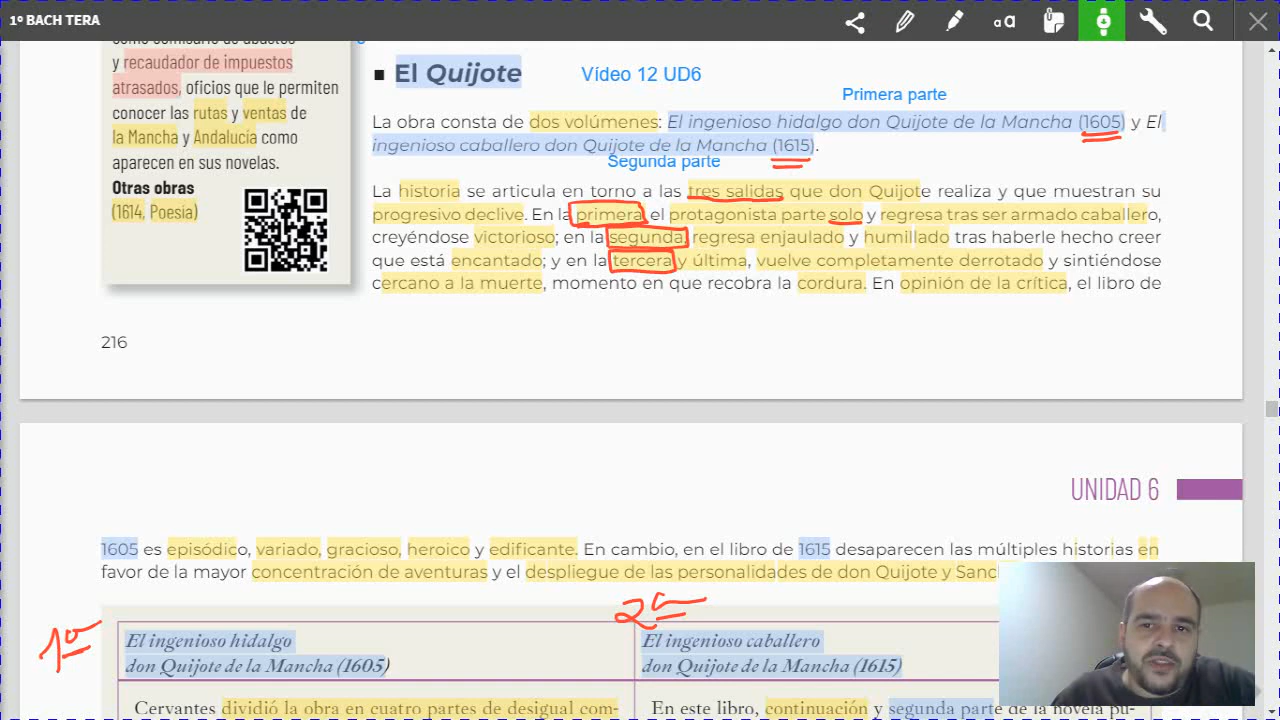 1º BACH TERA
como comisario de abastos
y recaudador de impuestos
atrasados, oficios que le permiten
conocer las rutas y ventas de
la Mancha y Andalucía como
aparecen en sus novelas.
Otras obras
(1614, Poesía)
■ El Quijote
Vídeo 12 UD6
Primera parte
La obra consta de dos volúmenes: El ingenioso hidalgo don Quijote de la Mancha (1605) y El
ingenioso caballero don Quijote de la Mancha (1615).
Segunda parte
La historia se articula en torno a las tres salidas que don Quijote realiza y que muestran su
progresivo declive. En la primera, el protagonista parte solo y regresa tras ser armado caballero,
creyéndose victorioso; en la segunda, regresa enjaulado y humillado tras haberle hecho creer
que está encantado; y en la tercera y última, vuelve completamente derrotado y sintiéndose
cercano a la muerte, momento en que recobra la cordura. En opinión de la crítica, el libro de
216
UNIDAD 6
1605 es episódico, variado, gracioso, heroico y edificante. En cambio, en el libro de 1615 desaparecen las múltiples historias en
favor de la mayor concentración de aventuras y el despliegue de las personalidades de don Quijote y Sanc
1ª
2ª
El ingenioso hidalgo
don Quijote de la Mancha (1605)
El ingenioso caballero
don Quijote de la Mancha (1615)
Cervantes dividió la obra en cuatro partes de desigual com-
En este libro, continuación y segunda parte de la novela pu-